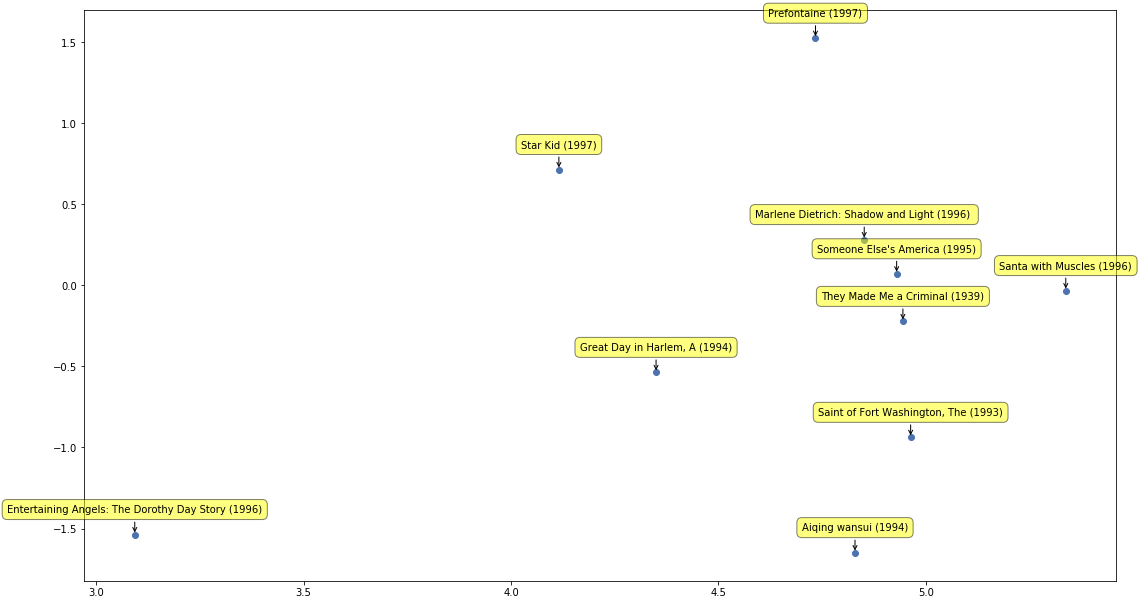 Prefontaine (1997)
1.5
1.0
Star Kid (1997)
0.5
Marlene Dietrich: Shadow and Light (1996)
Someone Else's America (1995)
Santa with Muscles (1996)
0.0
They Made Me a Criminal (1939)
Great Day in Harlem, A (1994)
−0.5
Saint of Fort Washington, The (1993)
−1.0
Entertaining Angels: The Dorothy Day Story (1996)
−1.5
Aiqing wansui (1994)
3.0 3.5 4.0 4.5 5.0